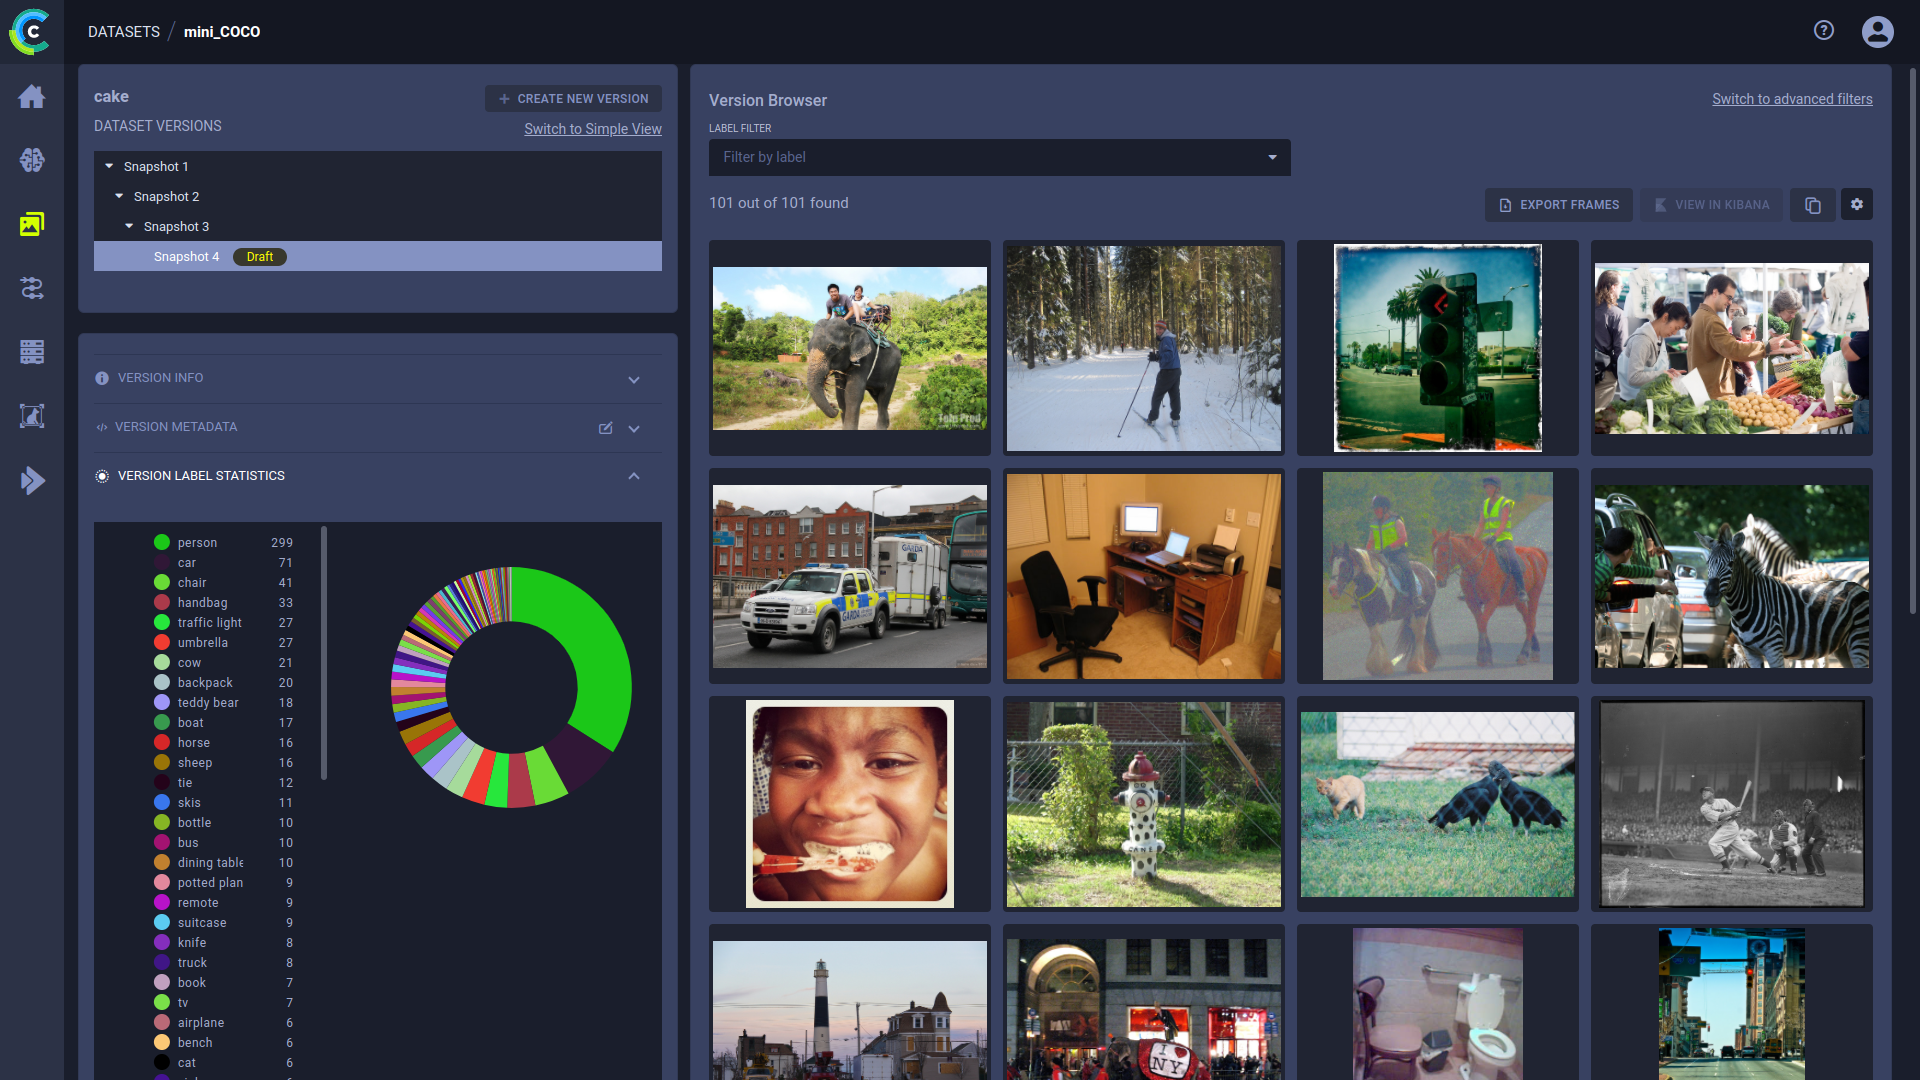 DATASETS / mini_COCO
cake
CREATE NEW VERSION
DATASET VERSIONS
Switch to Simple View
Snapshot 1
Snapshot 2
Snapshot 3
Snapshot 4 Draft
VERSION INFO
VERSION METADATA
VERSION LABEL STATISTICS
person 299
car 71
chair 41
handbag 33
traffic light 27
umbrella 27
cow 21
backpack 20
teddy bear 18
boat 17
horse 16
sheep 16
tie 12
skis 11
bottle 10
bus 10
dining table 10
potted plan 9
remote 9
suitcase 9
knife 8
truck 8
book 7
tv 7
airplane 6
bench 6
cat 6
Version Browser
Switch to advanced filters
LABEL FILTER
Filter by label
101 out of 101 found
EXPORT FRAMES
VIEW IN KIBANA
GARDA
GARDA
I
NY